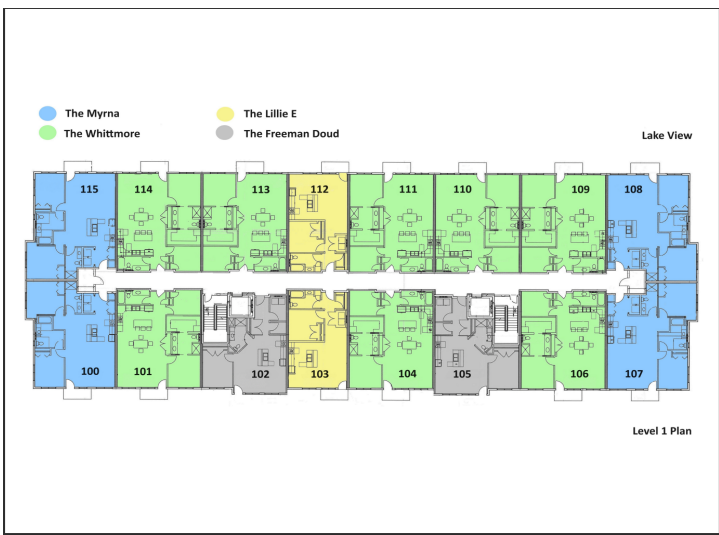 The Myrna
The Lillie E
The Whittmore
The Freeman Doud
Lake View
115
114
113
112
111
110
109
108
100
101
102
103
104
105
106
107
Level 1 Plan